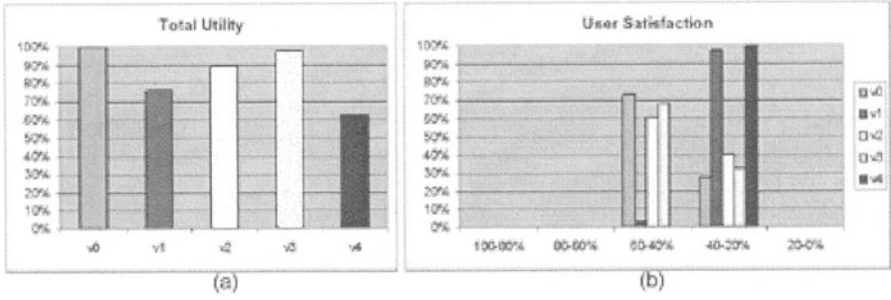 Total Utility
100%
90%
80%
70%
60%
50%
40%
30%
20%
10%
0%
v0
v1
v2
v3
v4
(a)
User Satisfaction
100%
90%
80%
70%
60%
50%
40%
30%
20%
10%
0%
100-80%
80-60%
60-40%
40-20%
20-0%
v0
v1
v2
v3
v4
(b)